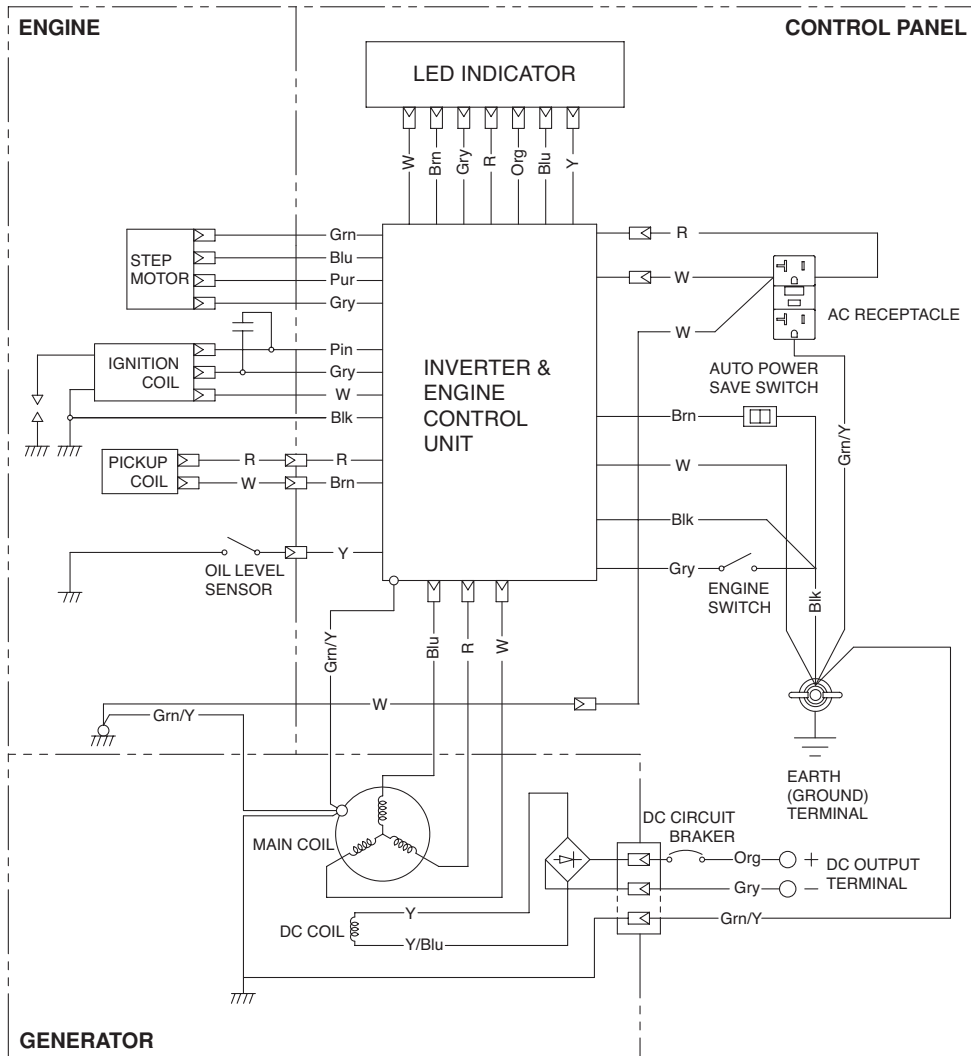 ENGINE
CONTROL PANEL
LED INDICATOR
W
Brn
Gry
R
Org
Blu
Y
STEP
MOTOR
Grn
Blu
Pur
Gry
IGNITION
COIL
Pin
Gry
W
Blk
PICKUP
COIL
R
R
W
Brn
OIL LEVEL
SENSOR
Y
INVERTER &
ENGINE
CONTROL
UNIT
R
W
W
AC RECEPTACLE
AUTO POWER
SAVE SWITCH
Brn
Grn/Y
W
Blk
Gry
ENGINE
SWITCH
Blk
Grn/Y
Blu
R
W
W
Grn/Y
EARTH
(GROUND)
TERMINAL
MAIN COIL
DC CIRCUIT
BRAKER
Org
+
DC OUTPUT
TERMINAL
Gry
−
Grn/Y
DC COIL
Y
Y/Blu
GENERATOR